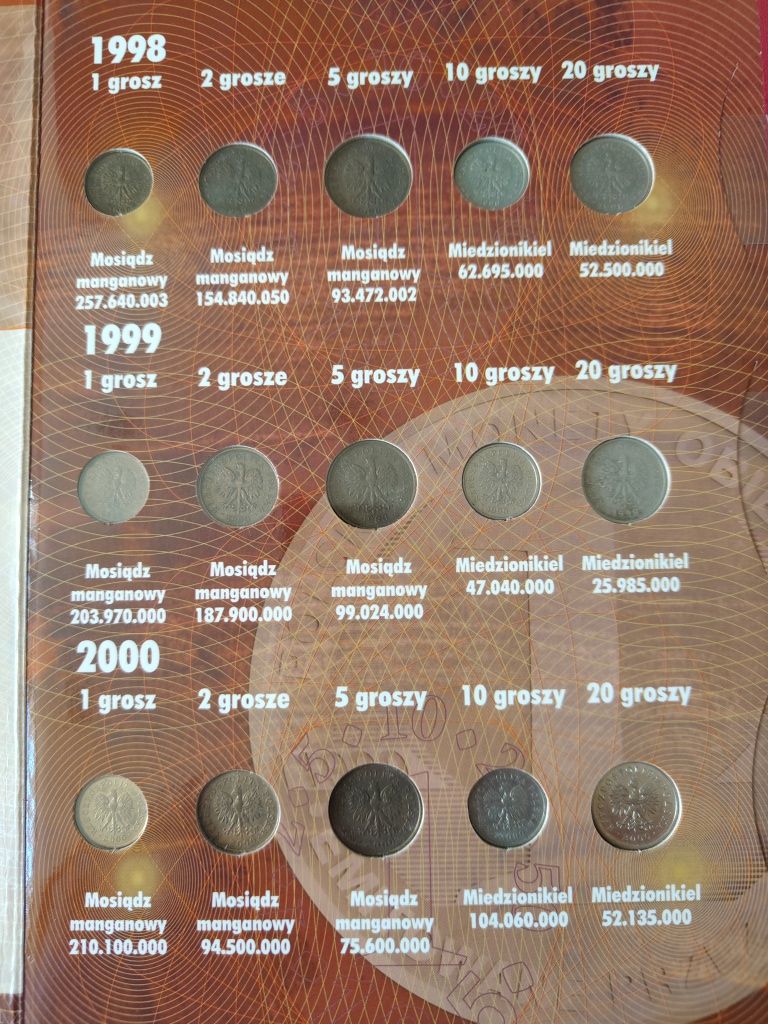 1998
1 grosz 2 grosze 5 groszy 10 groszy 20 groszy
Mosiądz Mosiądz Mosiądz Miedzionikiel Miedzionikiel
manganowy manganowy manganowy 62.695.000 52.500.000
257.640.003 154.840.050 93.472.002
1999
1 grosz 2 grosze 5 groszy 10 groszy 20 groszy
Mosiądz Mosiądz Mosiądz Miedzionikiel Miedzionikiel
manganowy manganowy manganowy 47.040.000 25.985.000
203.970.000 187.900.000 99.024.000
2000
1 grosz 2 grosze 5 groszy 10 groszy 20 groszy
Mosiądz Mosiądz Mosiądz Miedzionikiel Miedzionikiel
manganowy manganowy manganowy 104.060.000 52.135.000
210.100.000 94.500.000 75.600.000